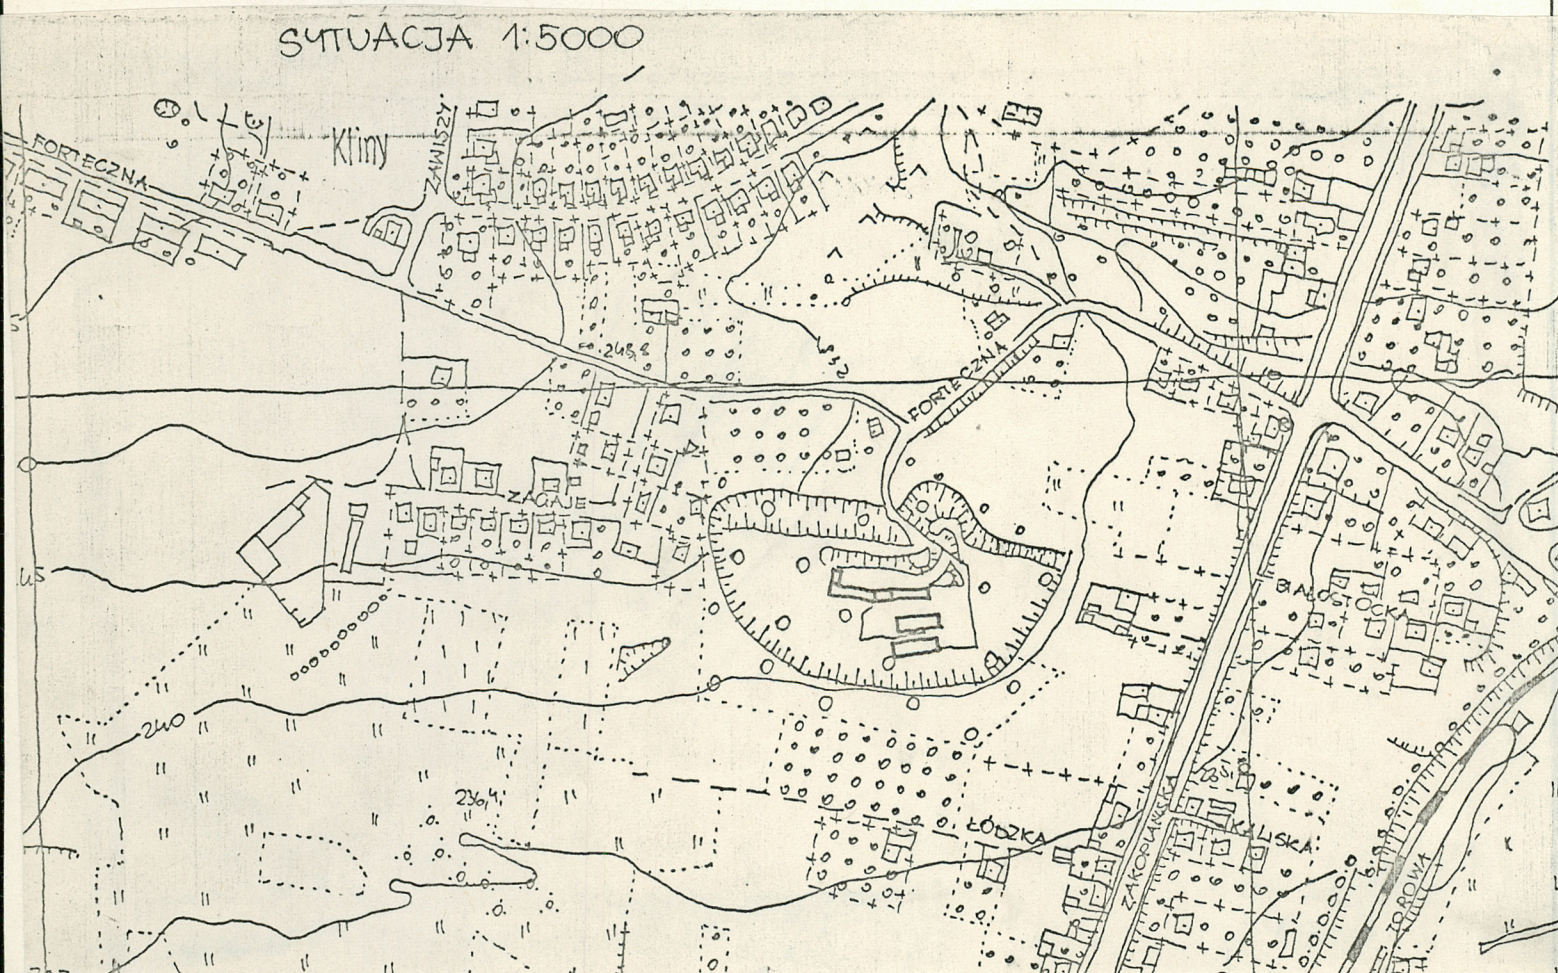 SYTUACJA 1:5000
FORTECZNA
Kliny
ZAWISZY
248,8
FORTECZNA
ZAGAJE
BIAŁOSTOCKA
240
236,4
ŁÓDZKA
ZAKOPIAŃSKA
KALISKA
TOROWA